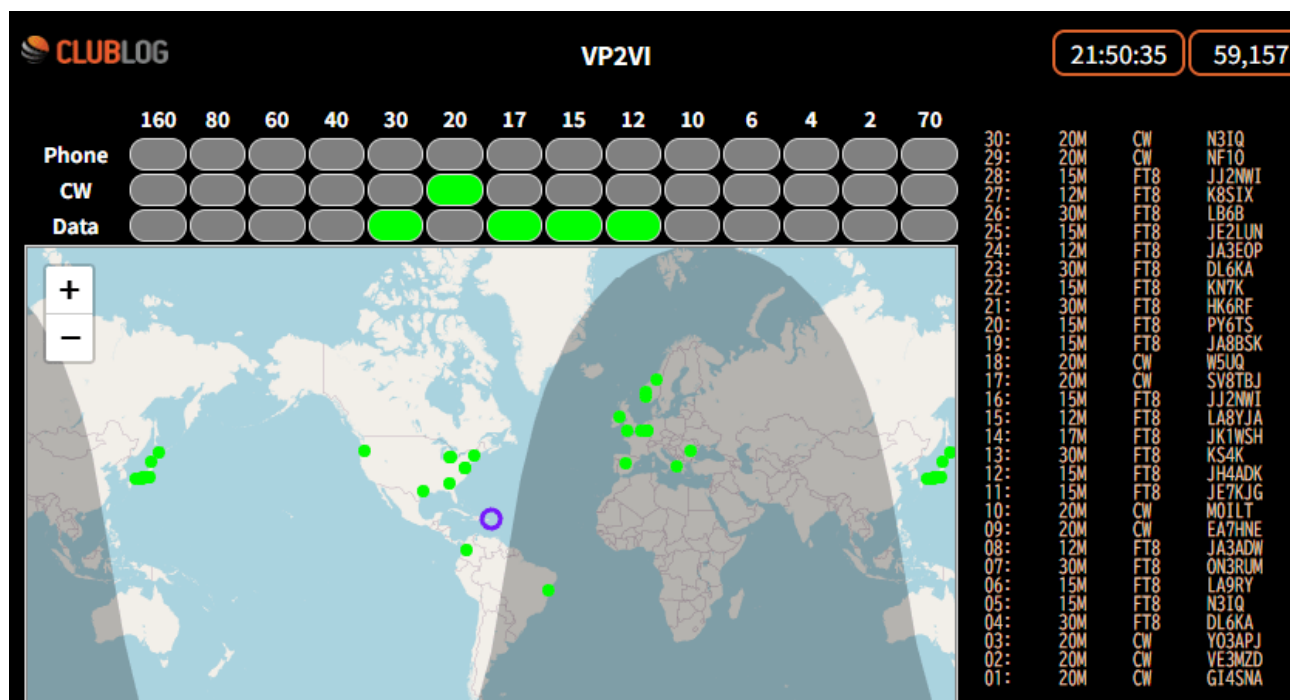 CLUBLOG
VP2VI
21:50:35
59,157
160 80 60 40 30 20 17 15 12 10 6 4 2 70
Phone
CW
Data
+
−
30: 20M CW N3IQ
29: 20M CW NF1O
28: 15M FT8 JJ2NWI
27: 12M FT8 K8SIX
26: 30M FT8 LB6B
25: 15M FT8 JE2LUN
24: 12M FT8 JA3EOP
23: 30M FT8 DL6KA
22: 15M FT8 KN7K
21: 30M FT8 HK6RF
20: 15M FT8 PY6TS
19: 15M FT8 JA8BSK
18: 20M CW W5UQ
17: 20M CW SV8TBJ
16: 15M FT8 JJ2NWI
15: 12M FT8 LA8YJA
14: 17M FT8 JK1WSH
13: 30M FT8 KS4K
12: 15M FT8 JH4ADK
11: 15M FT8 JE7KJG
10: 20M CW M0ILT
09: 20M CW EA7HNE
08: 12M FT8 JA3ADW
07: 30M FT8 ON3RUM
06: 15M FT8 LA9RY
05: 15M FT8 N3IQ
04: 30M FT8 DL6KA
03: 20M CW YO3APJ
02: 20M CW VE3MZD
01: 20M CW GI4SNA